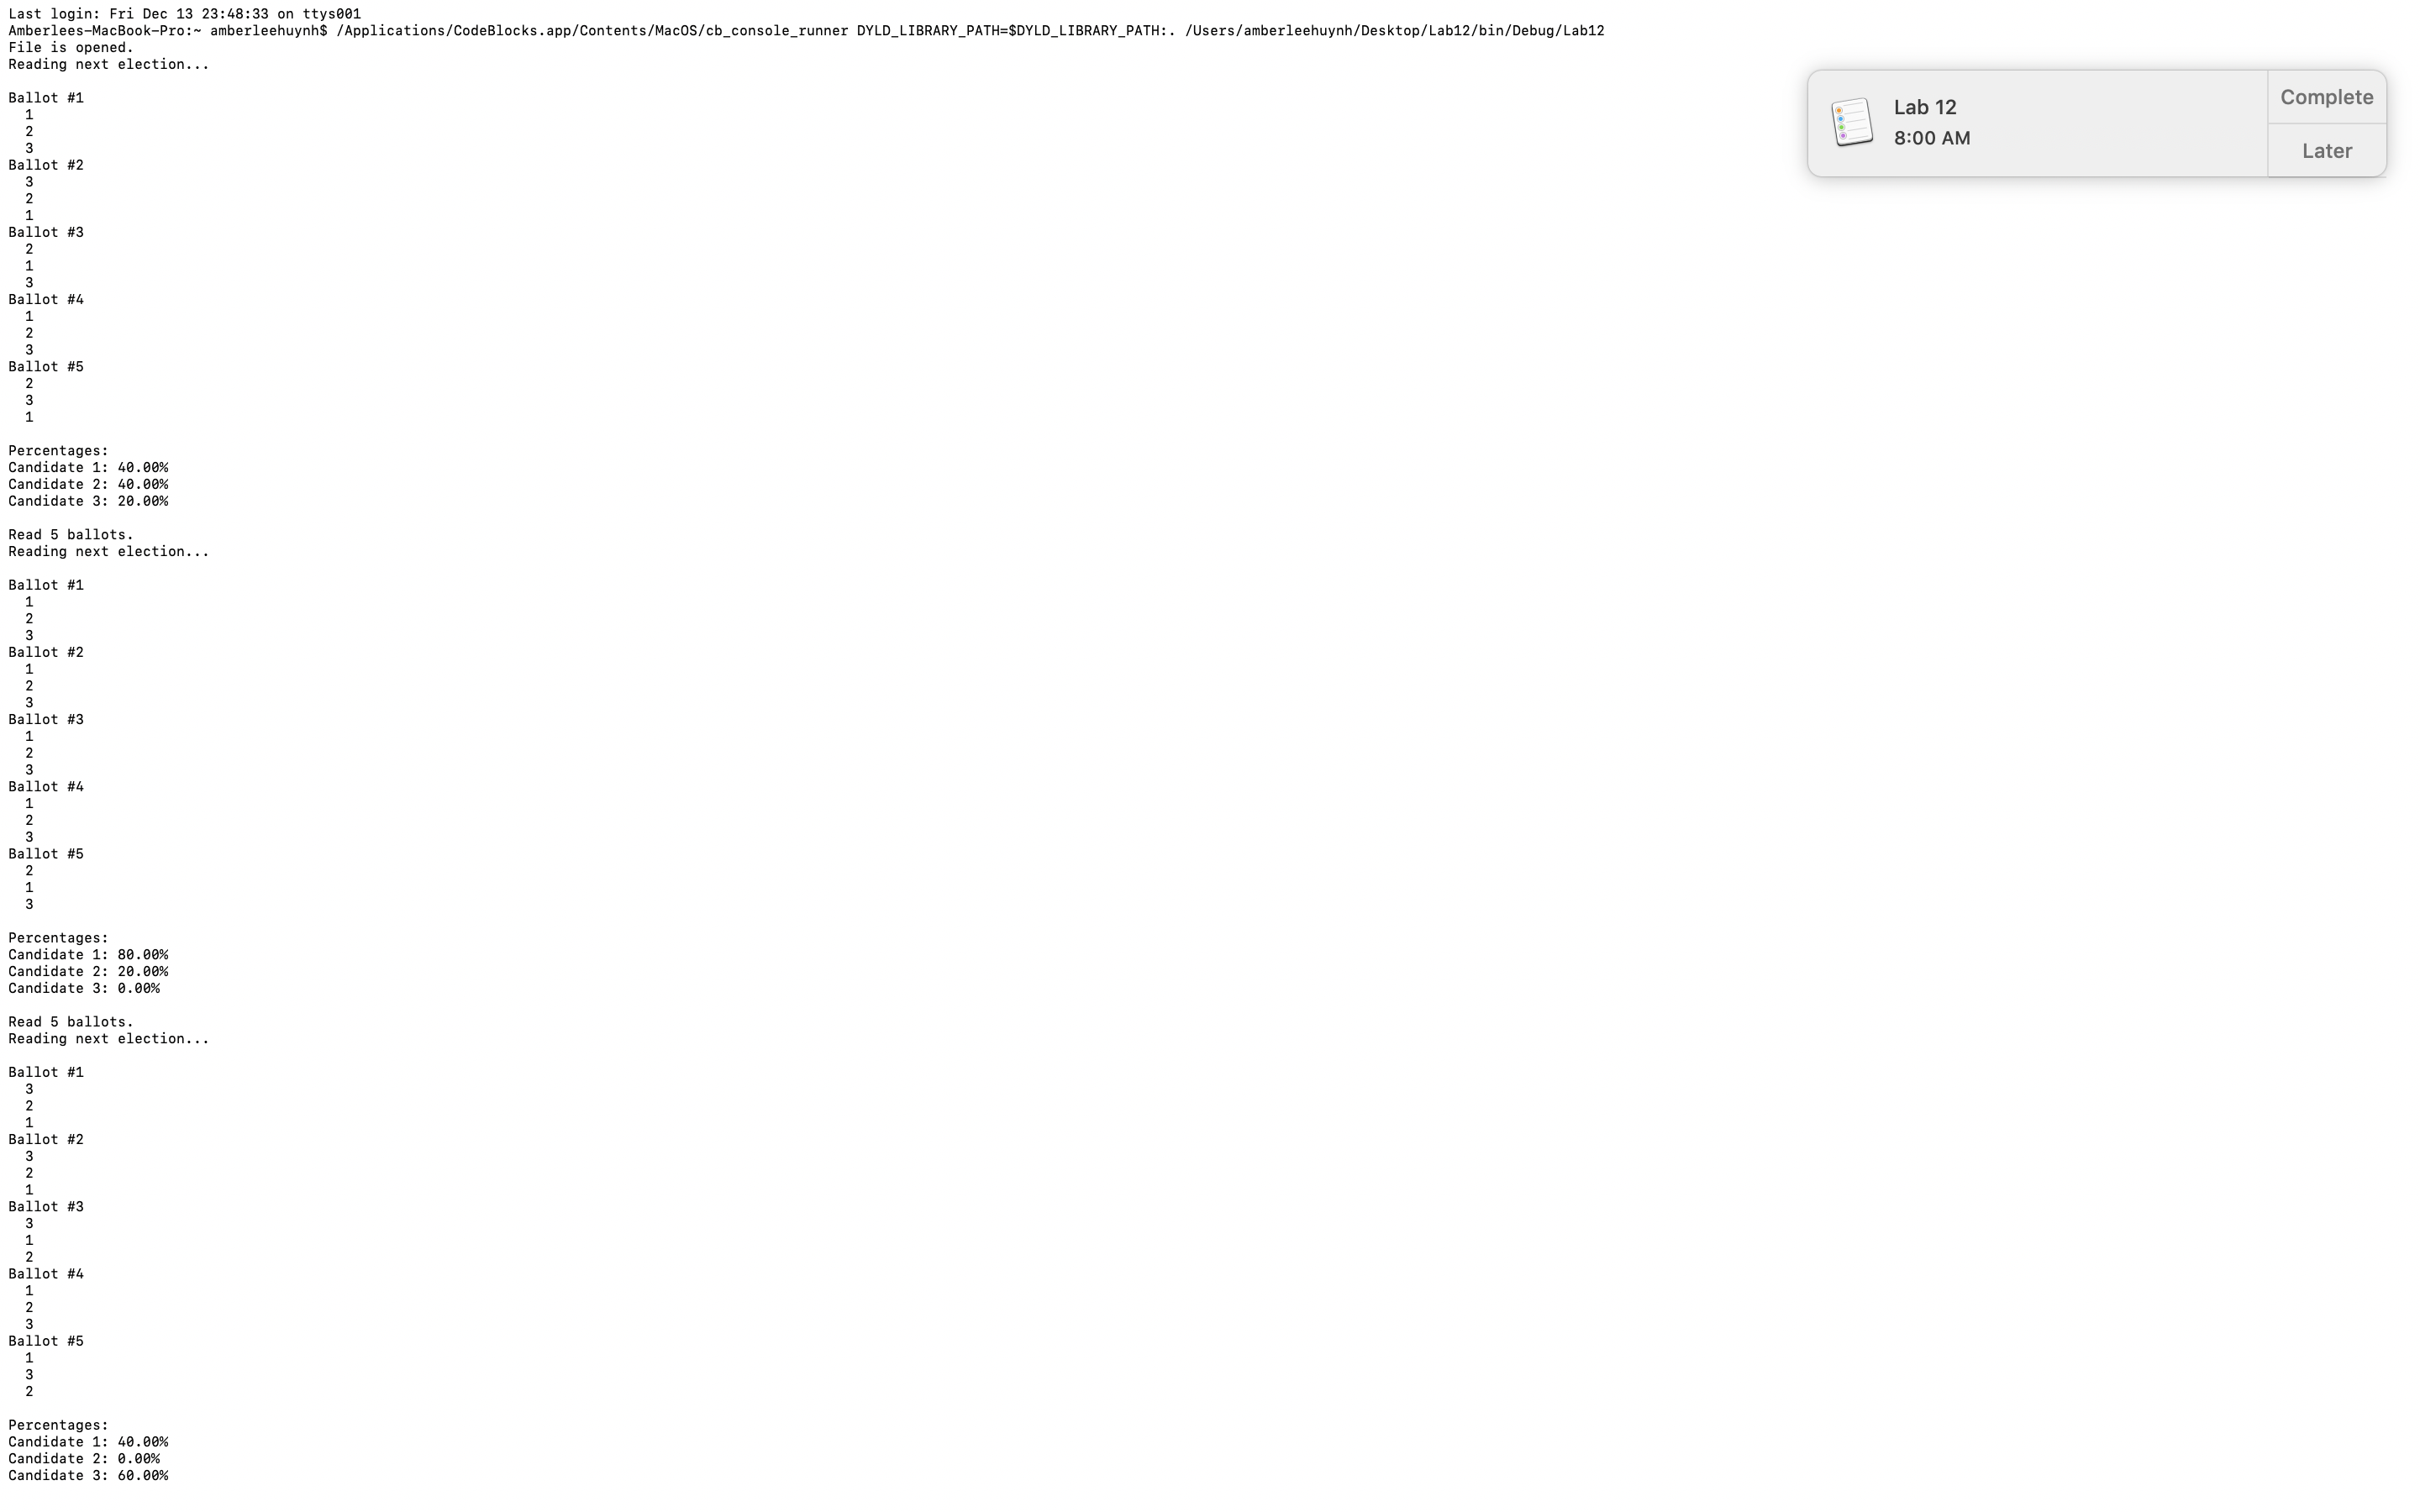 Last login: Fri Dec 13 23:48:33 on ttys001
Amberlees-MacBook-Pro:~ amberleehuynh$ /Applications/CodeBlocks.app/Contents/MacOS/cb_console_runner DYLD_LIBRARY_PATH=$DYLD_LIBRARY_PATH:. /Users/amberleehuynh/Desktop/Lab12/bin/Debug/Lab12
File is opened.
Reading next election...

Ballot #1
  1
  2
  3
Ballot #2
  3
  2
  1
Ballot #3
  2
  1
  3
Ballot #4
  1
  2
  3
Ballot #5
  2
  3
  1

Percentages:
Candidate 1: 40.00%
Candidate 2: 40.00%
Candidate 3: 20.00%

Read 5 ballots.
Reading next election...

Ballot #1
  1
  2
  3
Ballot #2
  1
  2
  3
Ballot #3
  1
  2
  3
Ballot #4
  1
  2
  3
Ballot #5
  2
  1
  3

Percentages:
Candidate 1: 80.00%
Candidate 2: 20.00%
Candidate 3: 0.00%

Read 5 ballots.
Reading next election...

Ballot #1
  3
  2
  1
Ballot #2
  3
  2
  1
Ballot #3
  3
  1
  2
Ballot #4
  1
  2
  3
Ballot #5
  1
  3
  2

Percentages:
Candidate 1: 40.00%
Candidate 2: 0.00%
Candidate 3: 60.00%
Lab 12
8:00 AM
Complete
Later